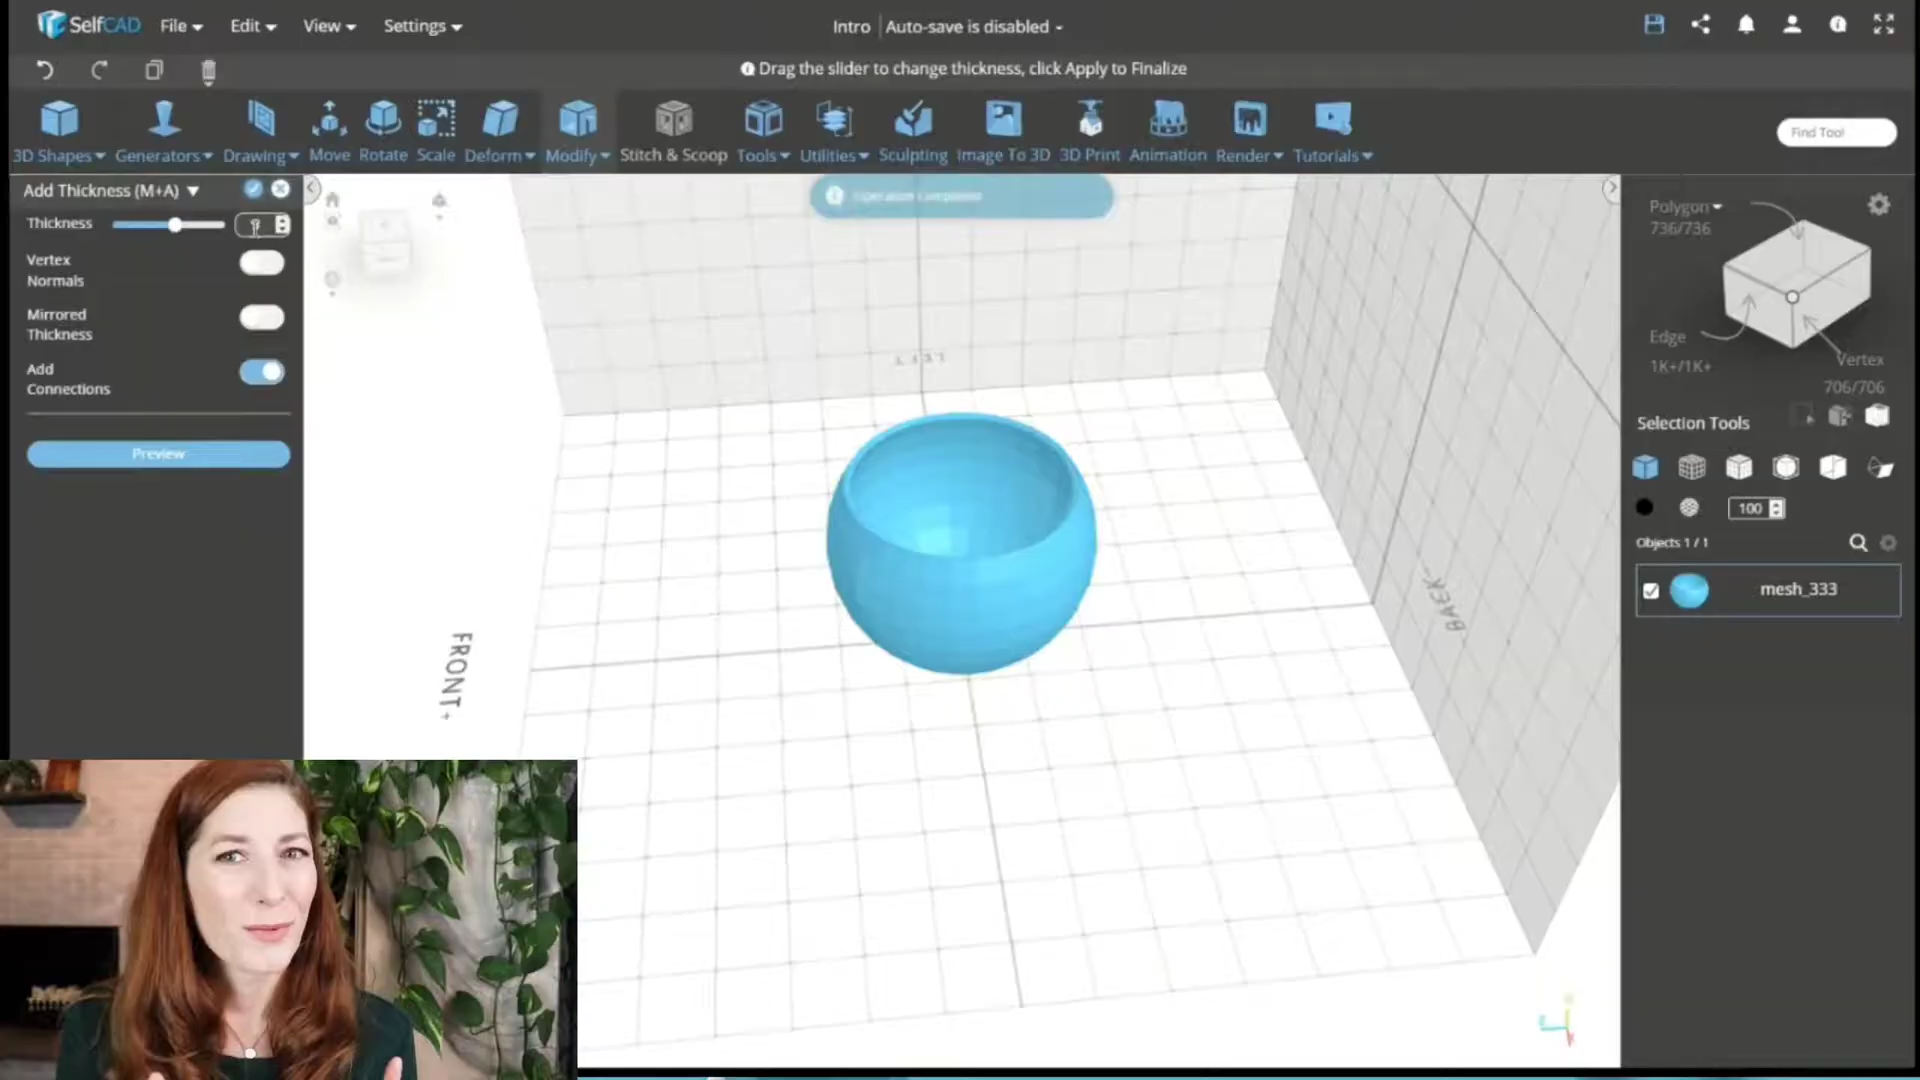 SelfCAD File Edit View Settings
Intro Auto-save is disabled
Drag the slider to change thickness, click Apply to Finalize
3D Shapes Generators Drawing Move Rotate Scale Deform Modify Stitch & Scoop Tools Utilities Sculpting Image To 3D 3D Print Animation Render Tutorials
Find Tool
Add Thickness (M+A)
Thickness
Vertex
Normals
Mirrored
Thickness
Add
Connections
Preview
LEFT
FRONT
BACK
Polygon
736/736
Edge
1K+/1K+
Vertex
706/706
Selection Tools
100
Objects 1 / 1
mesh_333